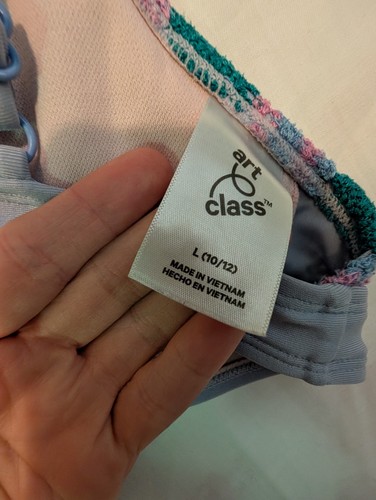 art
class™
L (10/12)
MADE IN VIETNAM
HECHO EN VIETNAM